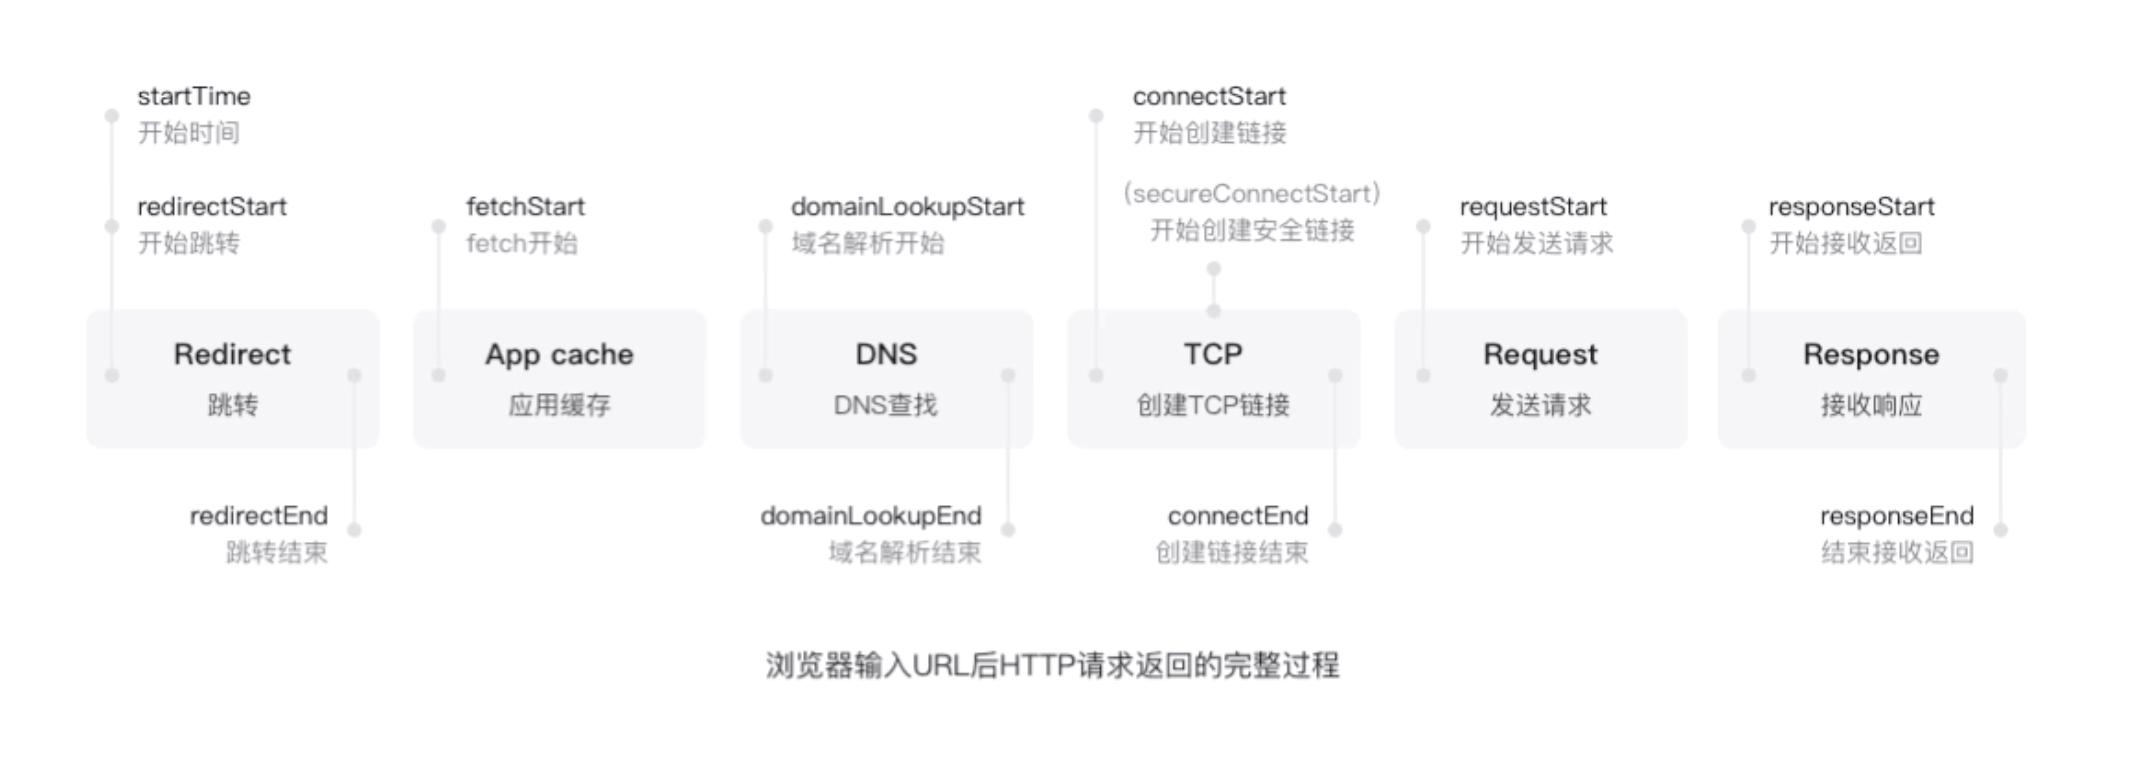 startTime
开始时间
connectStart
开始创建链接
(secureConnectStart)
开始创建安全链接
redirectStart
开始跳转
fetchStart
fetch开始
domainLookupStart
域名解析开始
requestStart
开始发送请求
responseStart
开始接收返回
Redirect
跳转
App cache
应用缓存
DNS
DNS查找
TCP
创建TCP链接
Request
发送请求
Response
接收响应
redirectEnd
跳转结束
domainLookupEnd
域名解析结束
connectEnd
创建链接结束
responseEnd
结束接收返回
浏览器输入URL后HTTP请求返回的完整过程